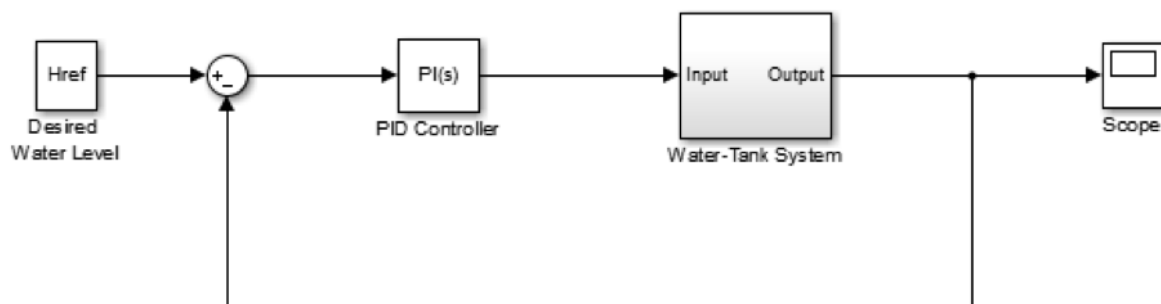 Href
Desired
Water Level
+
−
PI(s)
PID Controller
Input
Output
Water-Tank System
Scope